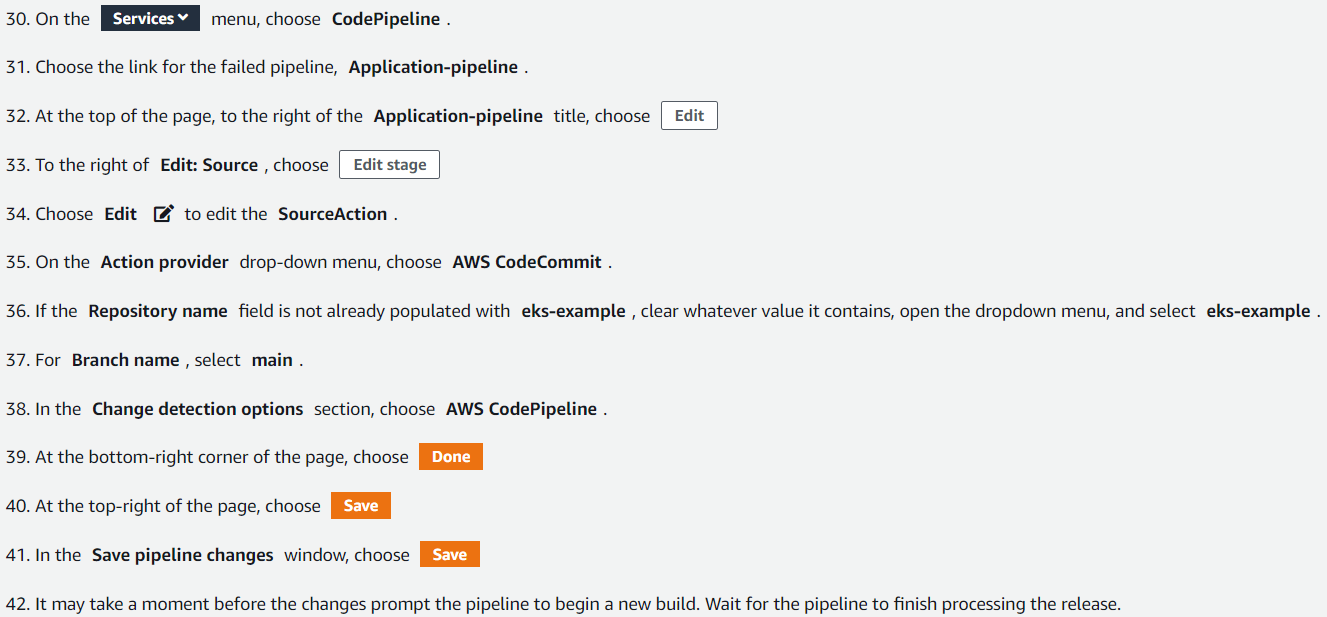 30. On the Services menu, choose CodePipeline .
31. Choose the link for the failed pipeline, Application-pipeline .
32. At the top of the page, to the right of the Application-pipeline title, choose Edit
33. To the right of Edit: Source , choose Edit stage
34. Choose Edit to edit the SourceAction .
35. On the Action provider drop-down menu, choose AWS CodeCommit .
36. If the Repository name field is not already populated with eks-example , clear whatever value it contains, open the dropdown menu, and select eks-example .
37. For Branch name , select main .
38. In the Change detection options section, choose AWS CodePipeline .
39. At the bottom-right corner of the page, choose Done
40. At the top-right of the page, choose Save
41. In the Save pipeline changes window, choose Save
42. It may take a moment before the changes prompt the pipeline to begin a new build. Wait for the pipeline to finish processing the release.